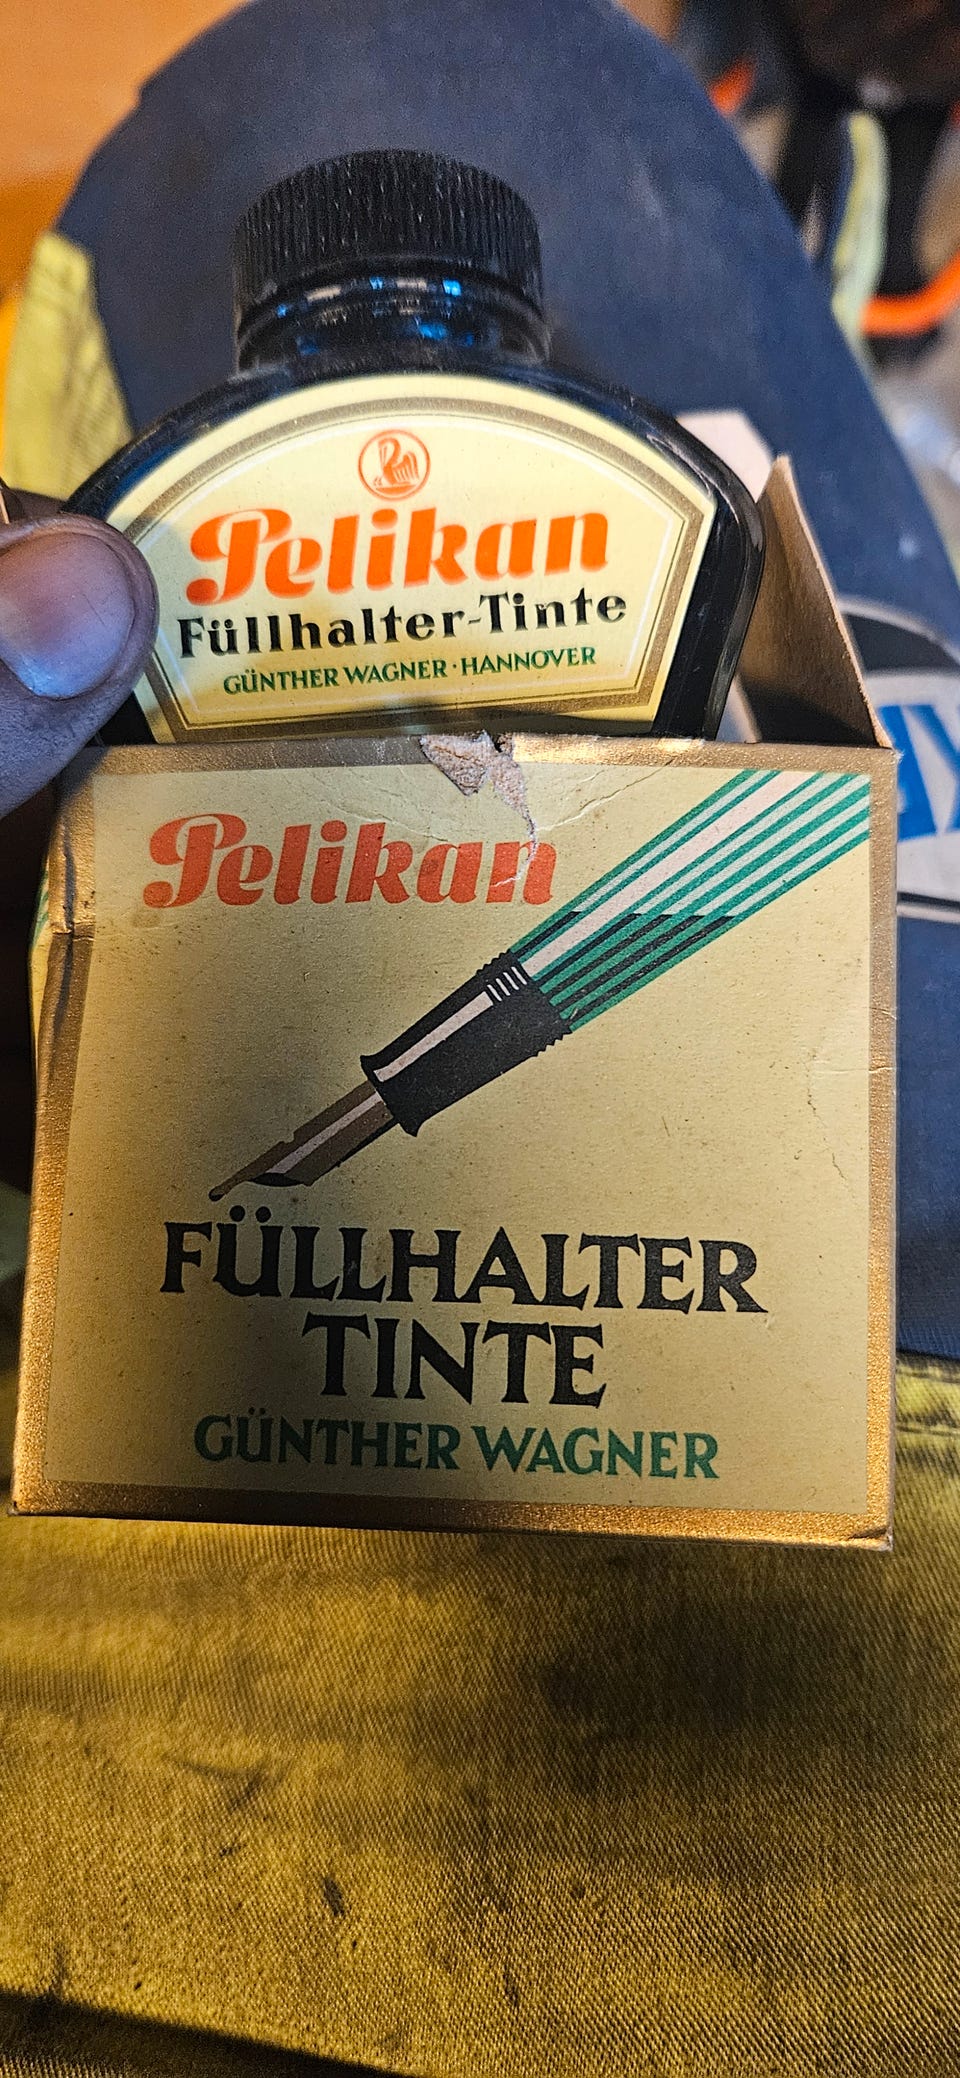 Pelikan
Füllhalter-Tinte
GÜNTHER WAGNER · HANNOVER
Pelikan
FÜLLHALTER
TINTE
GÜNTHER WAGNER